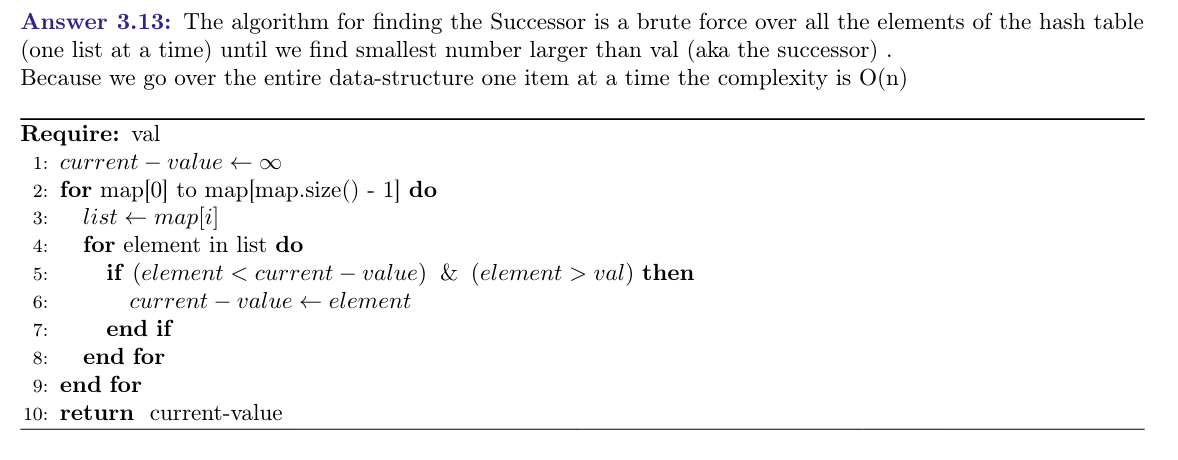 Answer 3.13: The algorithm for finding the Successor is a brute force over all the elements of the hash table
(one list at a time) until we find smallest number larger than val (aka the successor) .
Because we go over the entire data-structure one item at a time the complexity is O(n)
Require: val
1: current − value ← ∞
2: for map[0] to map[map.size() - 1] do
3: list ← map[i]
4: for element in list do
5: if (element < current − value) & (element > val) then
6: current − value ← element
7: end if
8: end for
9: end for
10: return current-value